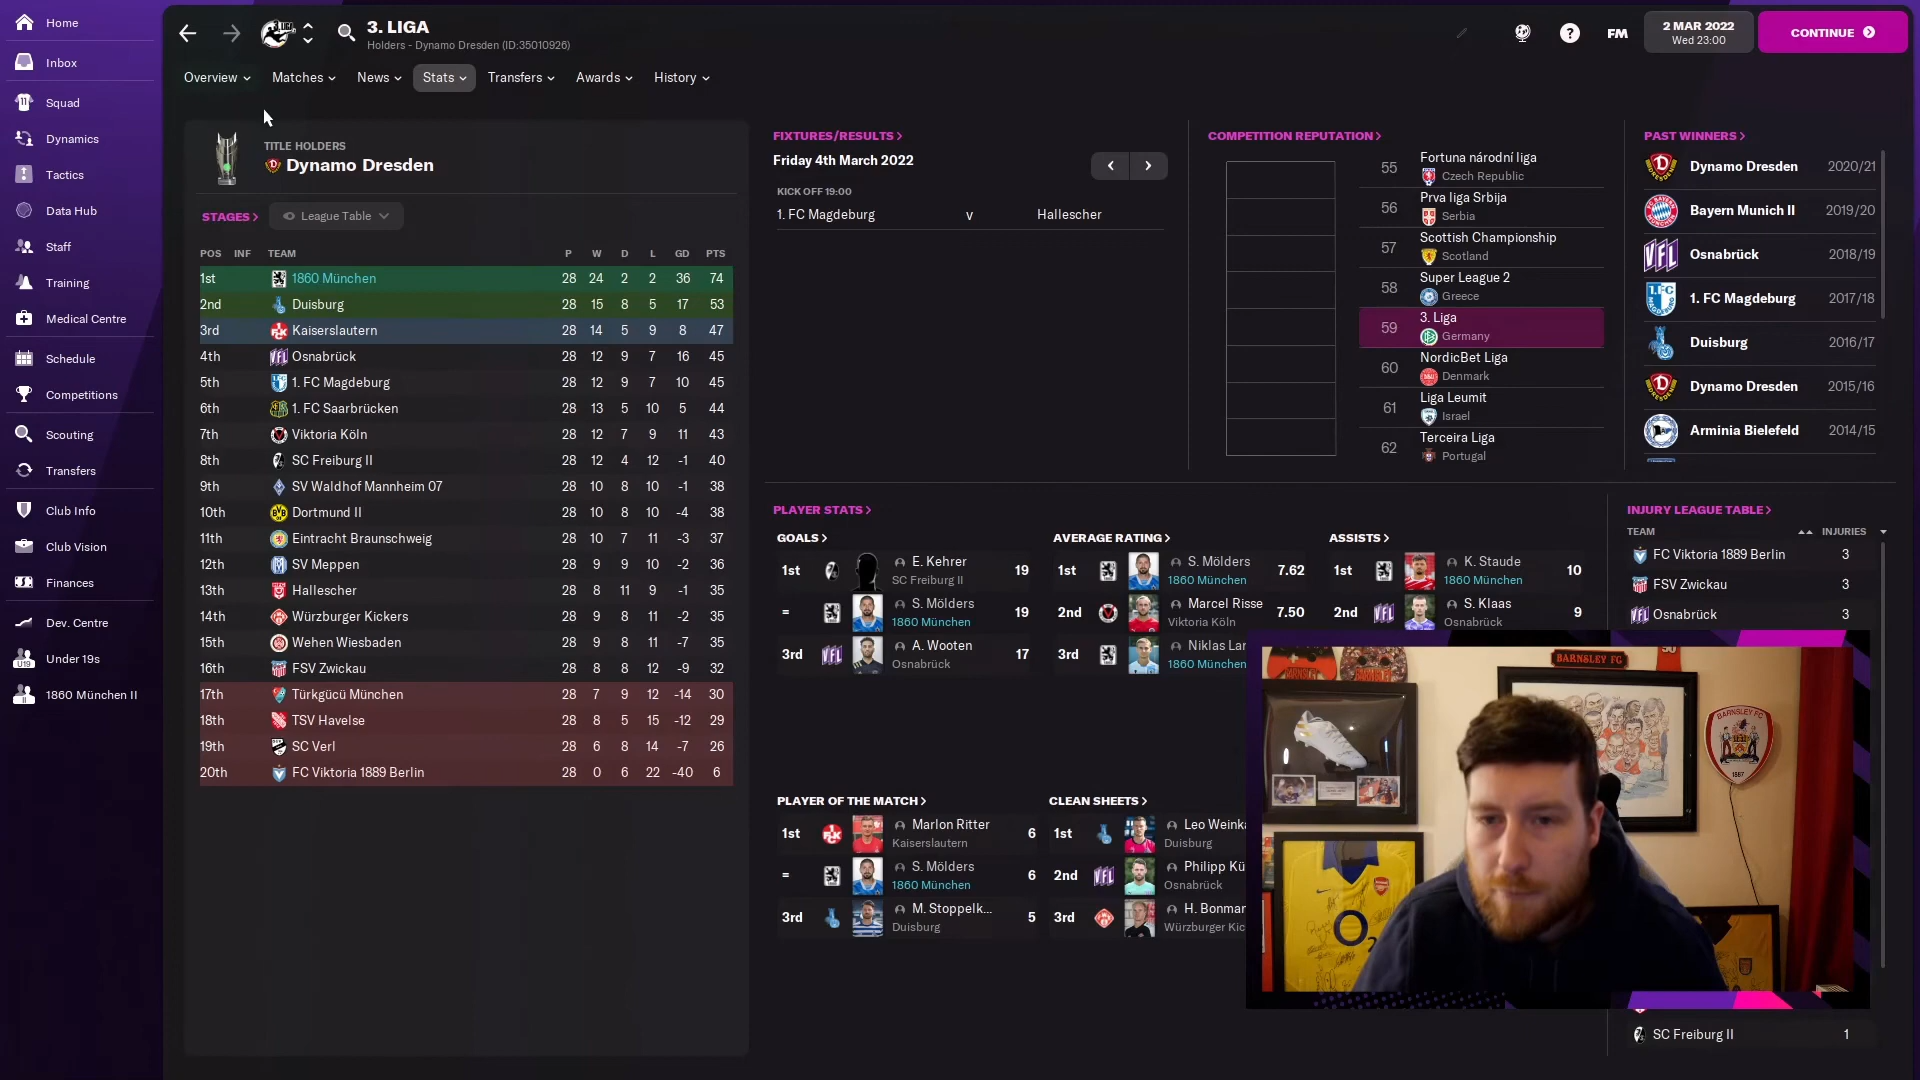 Home
Inbox
Squad
Dynamics
Tactics
Data Hub
Staff
Training
Medical Centre
Schedule
Competitions
Scouting
Transfers
Club Info
Club Vision
Finances
Dev. Centre
Under 19s
1860 München II
3. LIGA
Holders - Dynamo Dresden (ID:35010926)
FM
2 MAR 2022
Wed 23:00
CONTINUE
Overview Matches News Stats Transfers Awards History
TITLE HOLDERS
Dynamo Dresden
STAGES League Table
POS INF TEAM P W D L GD PTS
1st 1860 München 28 24 2 2 36 74
2nd Duisburg 28 15 8 5 17 53
3rd Kaiserslautern 28 14 5 9 8 47
4th Osnabrück 28 12 9 7 16 45
5th 1. FC Magdeburg 28 12 9 7 10 45
6th 1. FC Saarbrücken 28 13 5 10 5 44
7th Viktoria Köln 28 12 7 9 11 43
8th SC Freiburg II 28 12 4 12 -1 40
9th SV Waldhof Mannheim 07 28 10 8 10 -1 38
10th Dortmund II 28 10 8 10 -4 38
11th Eintracht Braunschweig 28 10 7 11 -3 37
12th SV Meppen 28 9 9 10 -2 36
13th Hallescher 28 8 11 9 -1 35
14th Würzburger Kickers 28 9 8 11 -2 35
15th Wehen Wiesbaden 28 9 8 11 -7 35
16th FSV Zwickau 28 8 8 12 -9 32
17th Türkgücü München 28 7 9 12 -14 30
18th TSV Havelse 28 8 5 15 -12 29
19th SC Verl 28 6 8 14 -7 26
20th FC Viktoria 1889 Berlin 28 0 6 22 -40 6
FIXTURES/RESULTS
Friday 4th March 2022
KICK OFF 19:00
1. FC Magdeburg v Hallescher
COMPETITION REPUTATION
55 Fortuna národní liga
Czech Republic
56 Prva liga Srbija
Serbia
57 Scottish Championship
Scotland
58 Super League 2
Greece
59 3. Liga
Germany
60 NordicBet Liga
Denmark
61 Liga Leumit
Israel
62 Terceira Liga
Portugal
PAST WINNERS
Dynamo Dresden 2020/21
Bayern Munich II 2019/20
Osnabrück 2018/19
1. FC Magdeburg 2017/18
Duisburg 2016/17
Dynamo Dresden 2015/16
Arminia Bielefeld 2014/15
PLAYER STATS
GOALS
1st E. Kehrer 19
SC Freiburg II
= S. Mölders 19
1860 München
3rd A. Wooten 17
Osnabrück
AVERAGE RATING
1st S. Mölders 7.62
1860 München
2nd Marcel Risse 7.50
Viktoria Köln
3rd Niklas Lar
1860 München
ASSISTS
1st K. Staude 10
1860 München
2nd S. Klaas 9
Osnabrück
INJURY LEAGUE TABLE
TEAM INJURIES
FC Viktoria 1889 Berlin 3
FSV Zwickau 3
Osnabrück 3
SC Freiburg II 1
PLAYER OF THE MATCH
1st Marlon Ritter 6
Kaiserslautern
= S. Mölders 6
1860 München
3rd M. Stoppelk... 5
Duisburg
CLEAN SHEETS
1st Leo Weinka
Duisburg
2nd Philipp Kü
Osnabrück
3rd H. Bonman
Würzburger Kic
BARNSLEY FC
BARNSLEY FC
1887
O2